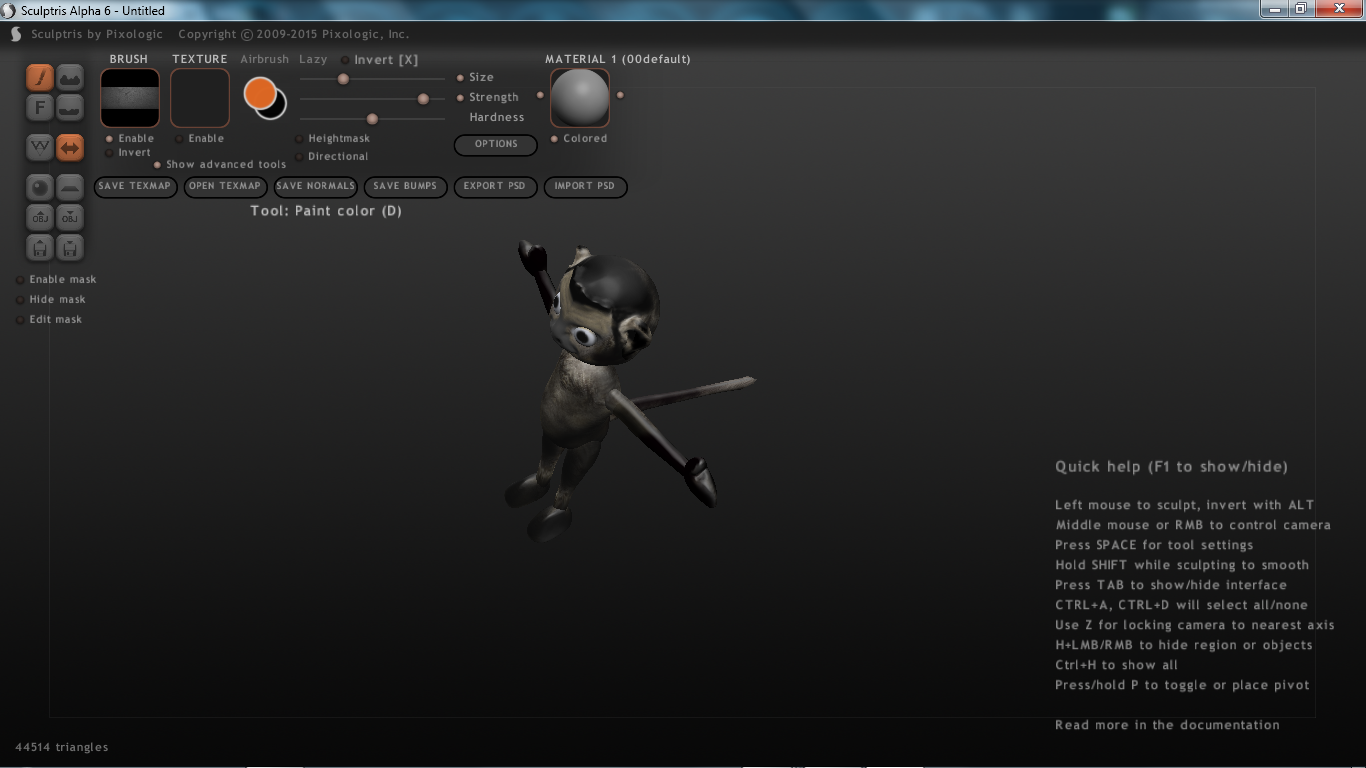 Sculptris Alpha 6 - Untitled
Sculptris by Pixologic Copyright © 2009-2015 Pixologic, Inc.
BRUSH TEXTURE Airbrush Lazy Invert [X] MATERIAL 1 (00default)
Size
F Strength
Hardness
Enable Enable Heightmask OPTIONS Colored
Invert Directional
Show advanced tools
SAVE TEXMAP OPEN TEXMAP SAVE NORMALS SAVE BUMPS EXPORT PSD IMPORT PSD
Tool: Paint color (D)
OBJ OBJ
Enable mask
Hide mask
Edit mask
Quick help (F1 to show/hide)
Left mouse to sculpt, invert with ALT
Middle mouse or RMB to control camera
Press SPACE for tool settings
Hold SHIFT while sculpting to smooth
Press TAB to show/hide interface
CTRL+A, CTRL+D will select all/none
Use Z for locking camera to nearest axis
H+LMB/RMB to hide region or objects
Ctrl+H to show all
Press/hold P to toggle or place pivot
Read more in the documentation
44514 triangles